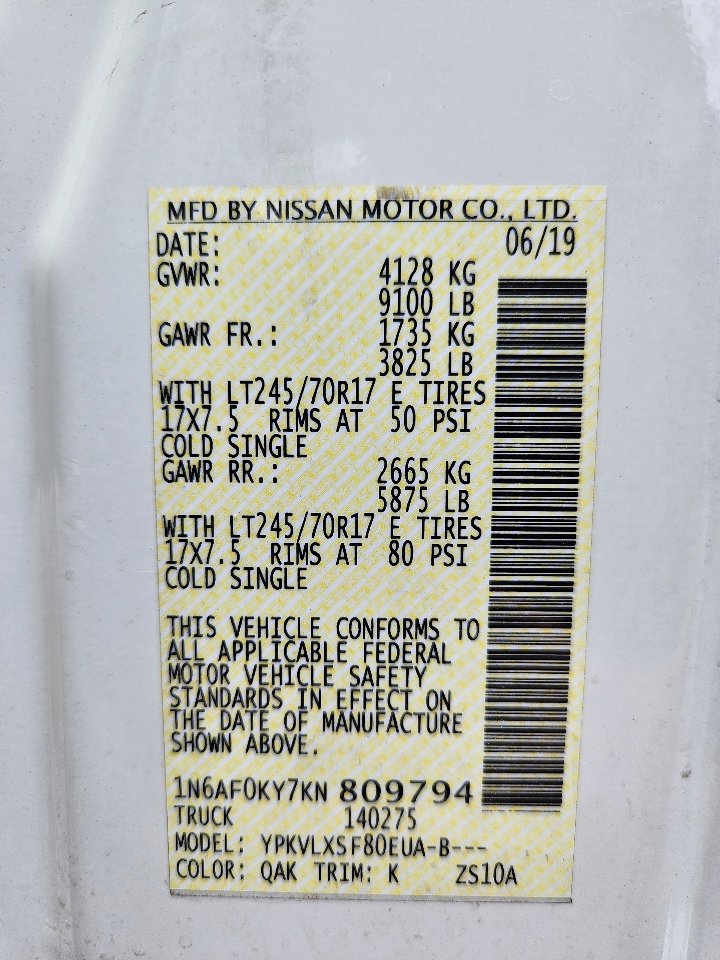 MFD BY NISSAN MOTOR CO., LTD.
DATE: 06/19
GVWR: 4128 KG
9100 LB
GAWR FR.: 1735 KG
3825 LB
WITH LT245/70R17 E TIRES
17X7.5 RIMS AT 50 PSI
COLD SINGLE
GAWR RR.: 2665 KG
5875 LB
WITH LT245/70R17 E TIRES
17X7.5 RIMS AT 80 PSI
COLD SINGLE
THIS VEHICLE CONFORMS TO
ALL APPLICABLE FEDERAL
MOTOR VEHICLE SAFETY
STANDARDS IN EFFECT ON
THE DATE OF MANUFACTURE
SHOWN ABOVE.
1N6AF0KY7KN 809794
TRUCK 140275
MODEL: YPKVLXSF80EUA-B---
COLOR: QAK TRIM: K ZS10A